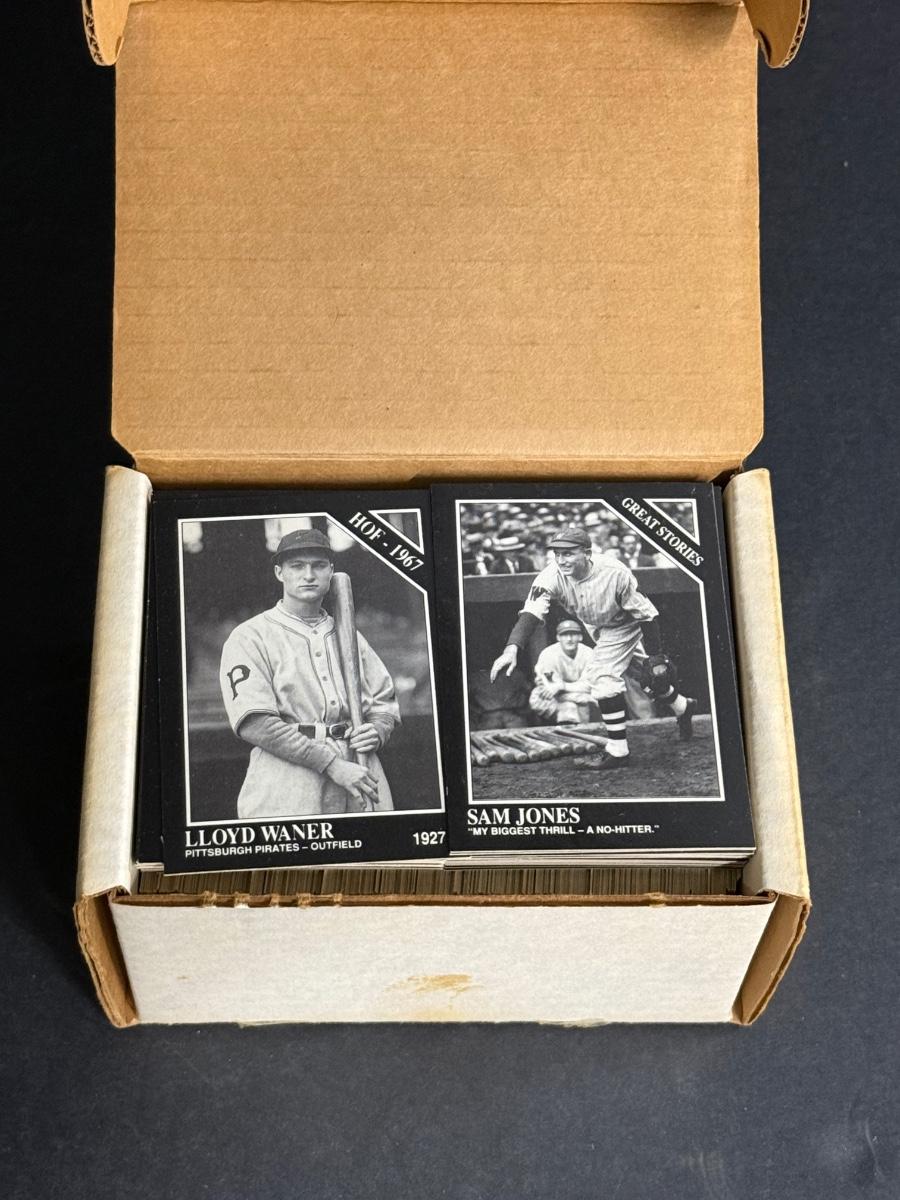 HOF - 1967
P
LLOYD WANER
PITTSBURGH PIRATES – OUTFIELD
1927
GREAT STORIES
W
SAM JONES
"MY BIGGEST THRILL – A NO-HITTER."